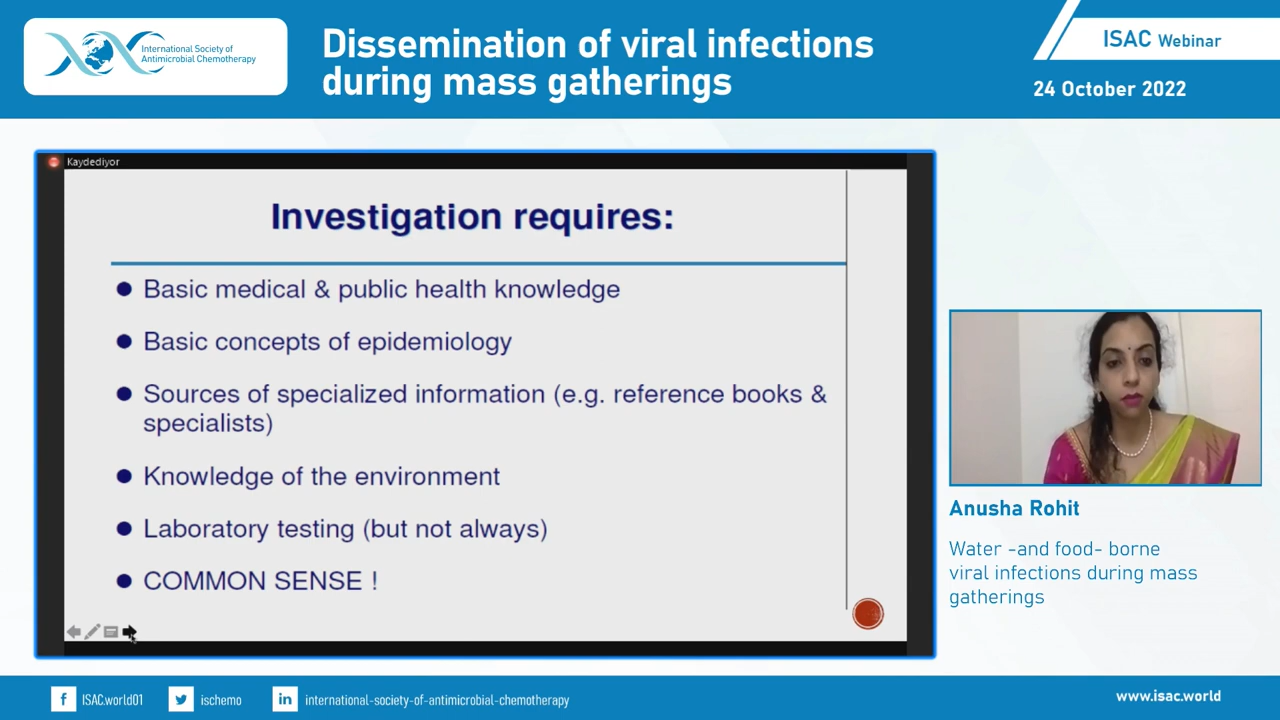 International Society of
Antimicrobial Chemotherapy
Dissemination of viral infections
during mass gatherings
ISAC Webinar
24 October 2022
Kaydediyor
Investigation requires:
Basic medical & public health knowledge
Basic concepts of epidemiology
Sources of specialized information (e.g. reference books &
specialists)
Knowledge of the environment
Laboratory testing (but not always)
COMMON SENSE !
Anusha Rohit
Water -and food- borne
viral infections during mass
gatherings
f ISAC.world01
ischemo
in international-society-of-antimicrobial-chemotherapy
www.isac.world